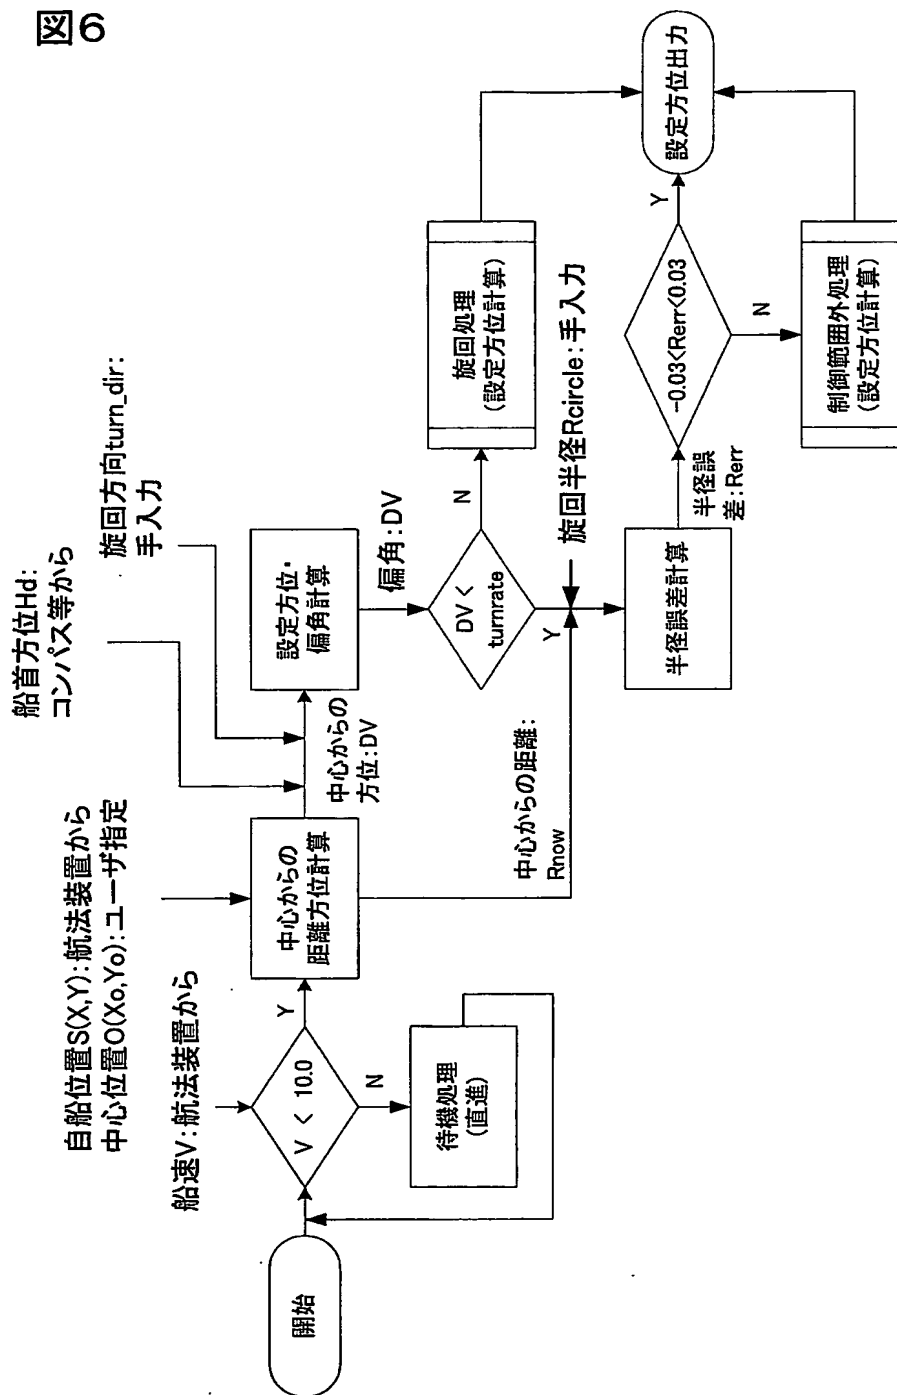 図6
開始
船速V:航法装置から
V < 10.0
Y
N
待機処理
(直進)
自船位置S(X,Y):航法装置から
中心位置O(Xo,Yo):ユーザ指定
中心からの
距離方位計算
中心からの
方位:DV
中心からの距離:
Rnow
船首方位Hd:
コンパス等から
旋回方向turn_dir:
手入力
設定方位・
偏角計算
偏角:DV
DV <
turnrate
N
Y
旋回処理
(設定方位計算)
旋回半径Rcircle:手入力
半径誤差計算
半径誤
差:Rerr
-0.03<Rerr<0.03
Y
N
制御範囲外処理
(設定方位計算)
設定方位出力